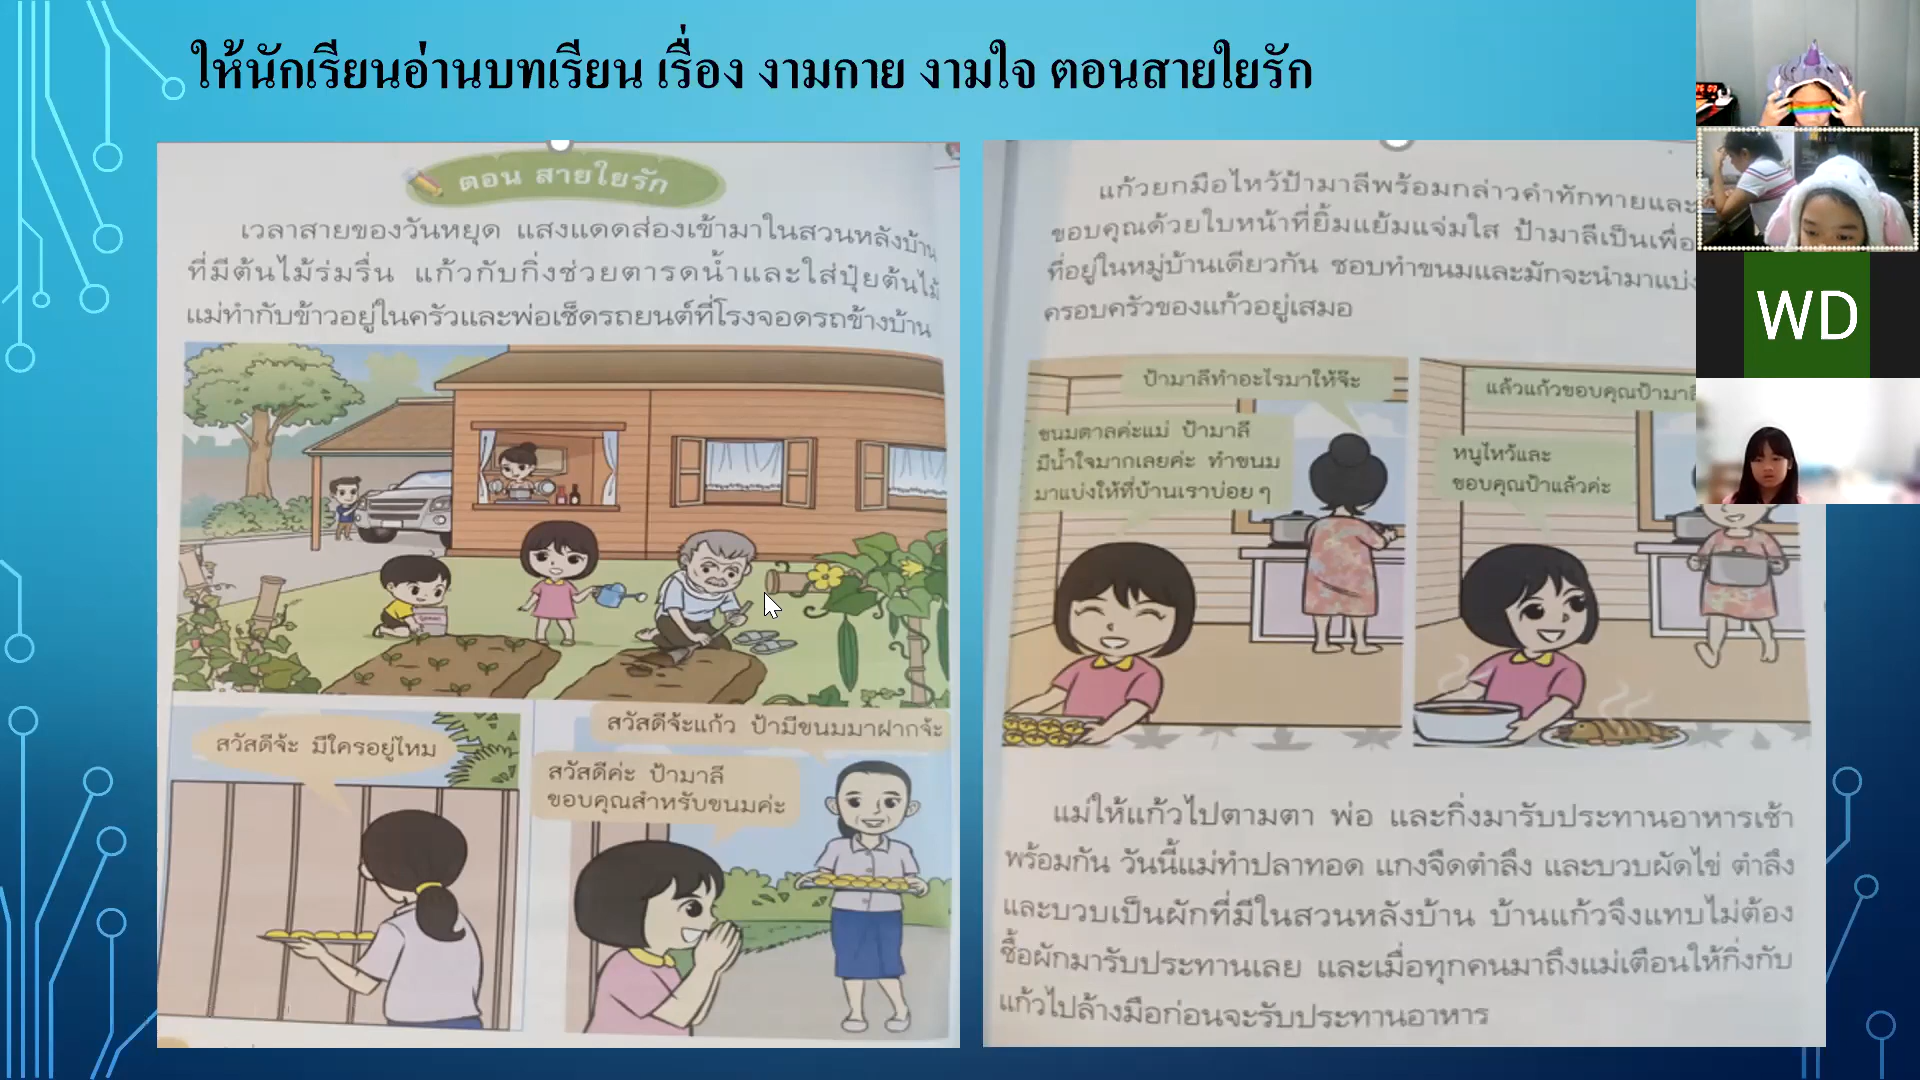 ให้นักเรียนอ่านบทเรียน เรื่อง งามกาย งามใจ ตอนสายใยรัก
ตอน สายใยรัก
เวลาสายของวันหยุด แสงแดดส่องเข้ามาในสวนหลังบ้าน
ที่มีต้นไม้ร่มรื่น แก้วกับกิ่งช่วยตารดน้ำและใส่ปุ๋ยต้นไม้
แม่ทำกับข้าวอยู่ในครัวและพ่อเช็ดรถยนต์ที่โรงจอดรถข้างบ้าน
สวัสดีจ้ะ มีใครอยู่ไหม
สวัสดีจ้ะแก้ว ป้ามีขนมมาฝากจ้ะ
สวัสดีค่ะ ป้ามาลี
ขอบคุณสำหรับขนมค่ะ
แก้วยกมือไหว้ป้ามาลีพร้อมกล่าวคำทักทายและ
ขอบคุณด้วยใบหน้าที่ยิ้มแย้มแจ่มใส ป้ามาลีเป็นเพื่อ
ที่อยู่ในหมู่บ้านเดียวกัน ชอบทำขนมและมักจะนำมาแบ่ง
ครอบครัวของแก้วอยู่เสมอ
ป้ามาลีทำอะไรมาให้จ๊ะ
ขนมตาลค่ะแม่ ป้ามาลี
มีน้ำใจมากเลยค่ะ ทำขนม
มาแบ่งให้ที่บ้านเราบ่อย ๆ
แล้วแก้วขอบคุณป้ามาลี
หนูไหว้และ
ขอบคุณป้าแล้วค่ะ
แม่ให้แก้วไปตามตา พ่อ และกิ่งมารับประทานอาหารเช้า
พร้อมกัน วันนี้แม่ทำปลาทอด แกงจืดตำลึง และบวบผัดไข่ ตำลึง
และบวบเป็นผักที่มีในสวนหลังบ้าน บ้านแก้วจึงแทบไม่ต้อง
ซื้อผักมารับประทานเลย และเมื่อทุกคนมาถึงแม่เตือนให้กิ่งกับ
แก้วไปล้างมือก่อนจะรับประทานอาหาร
WD